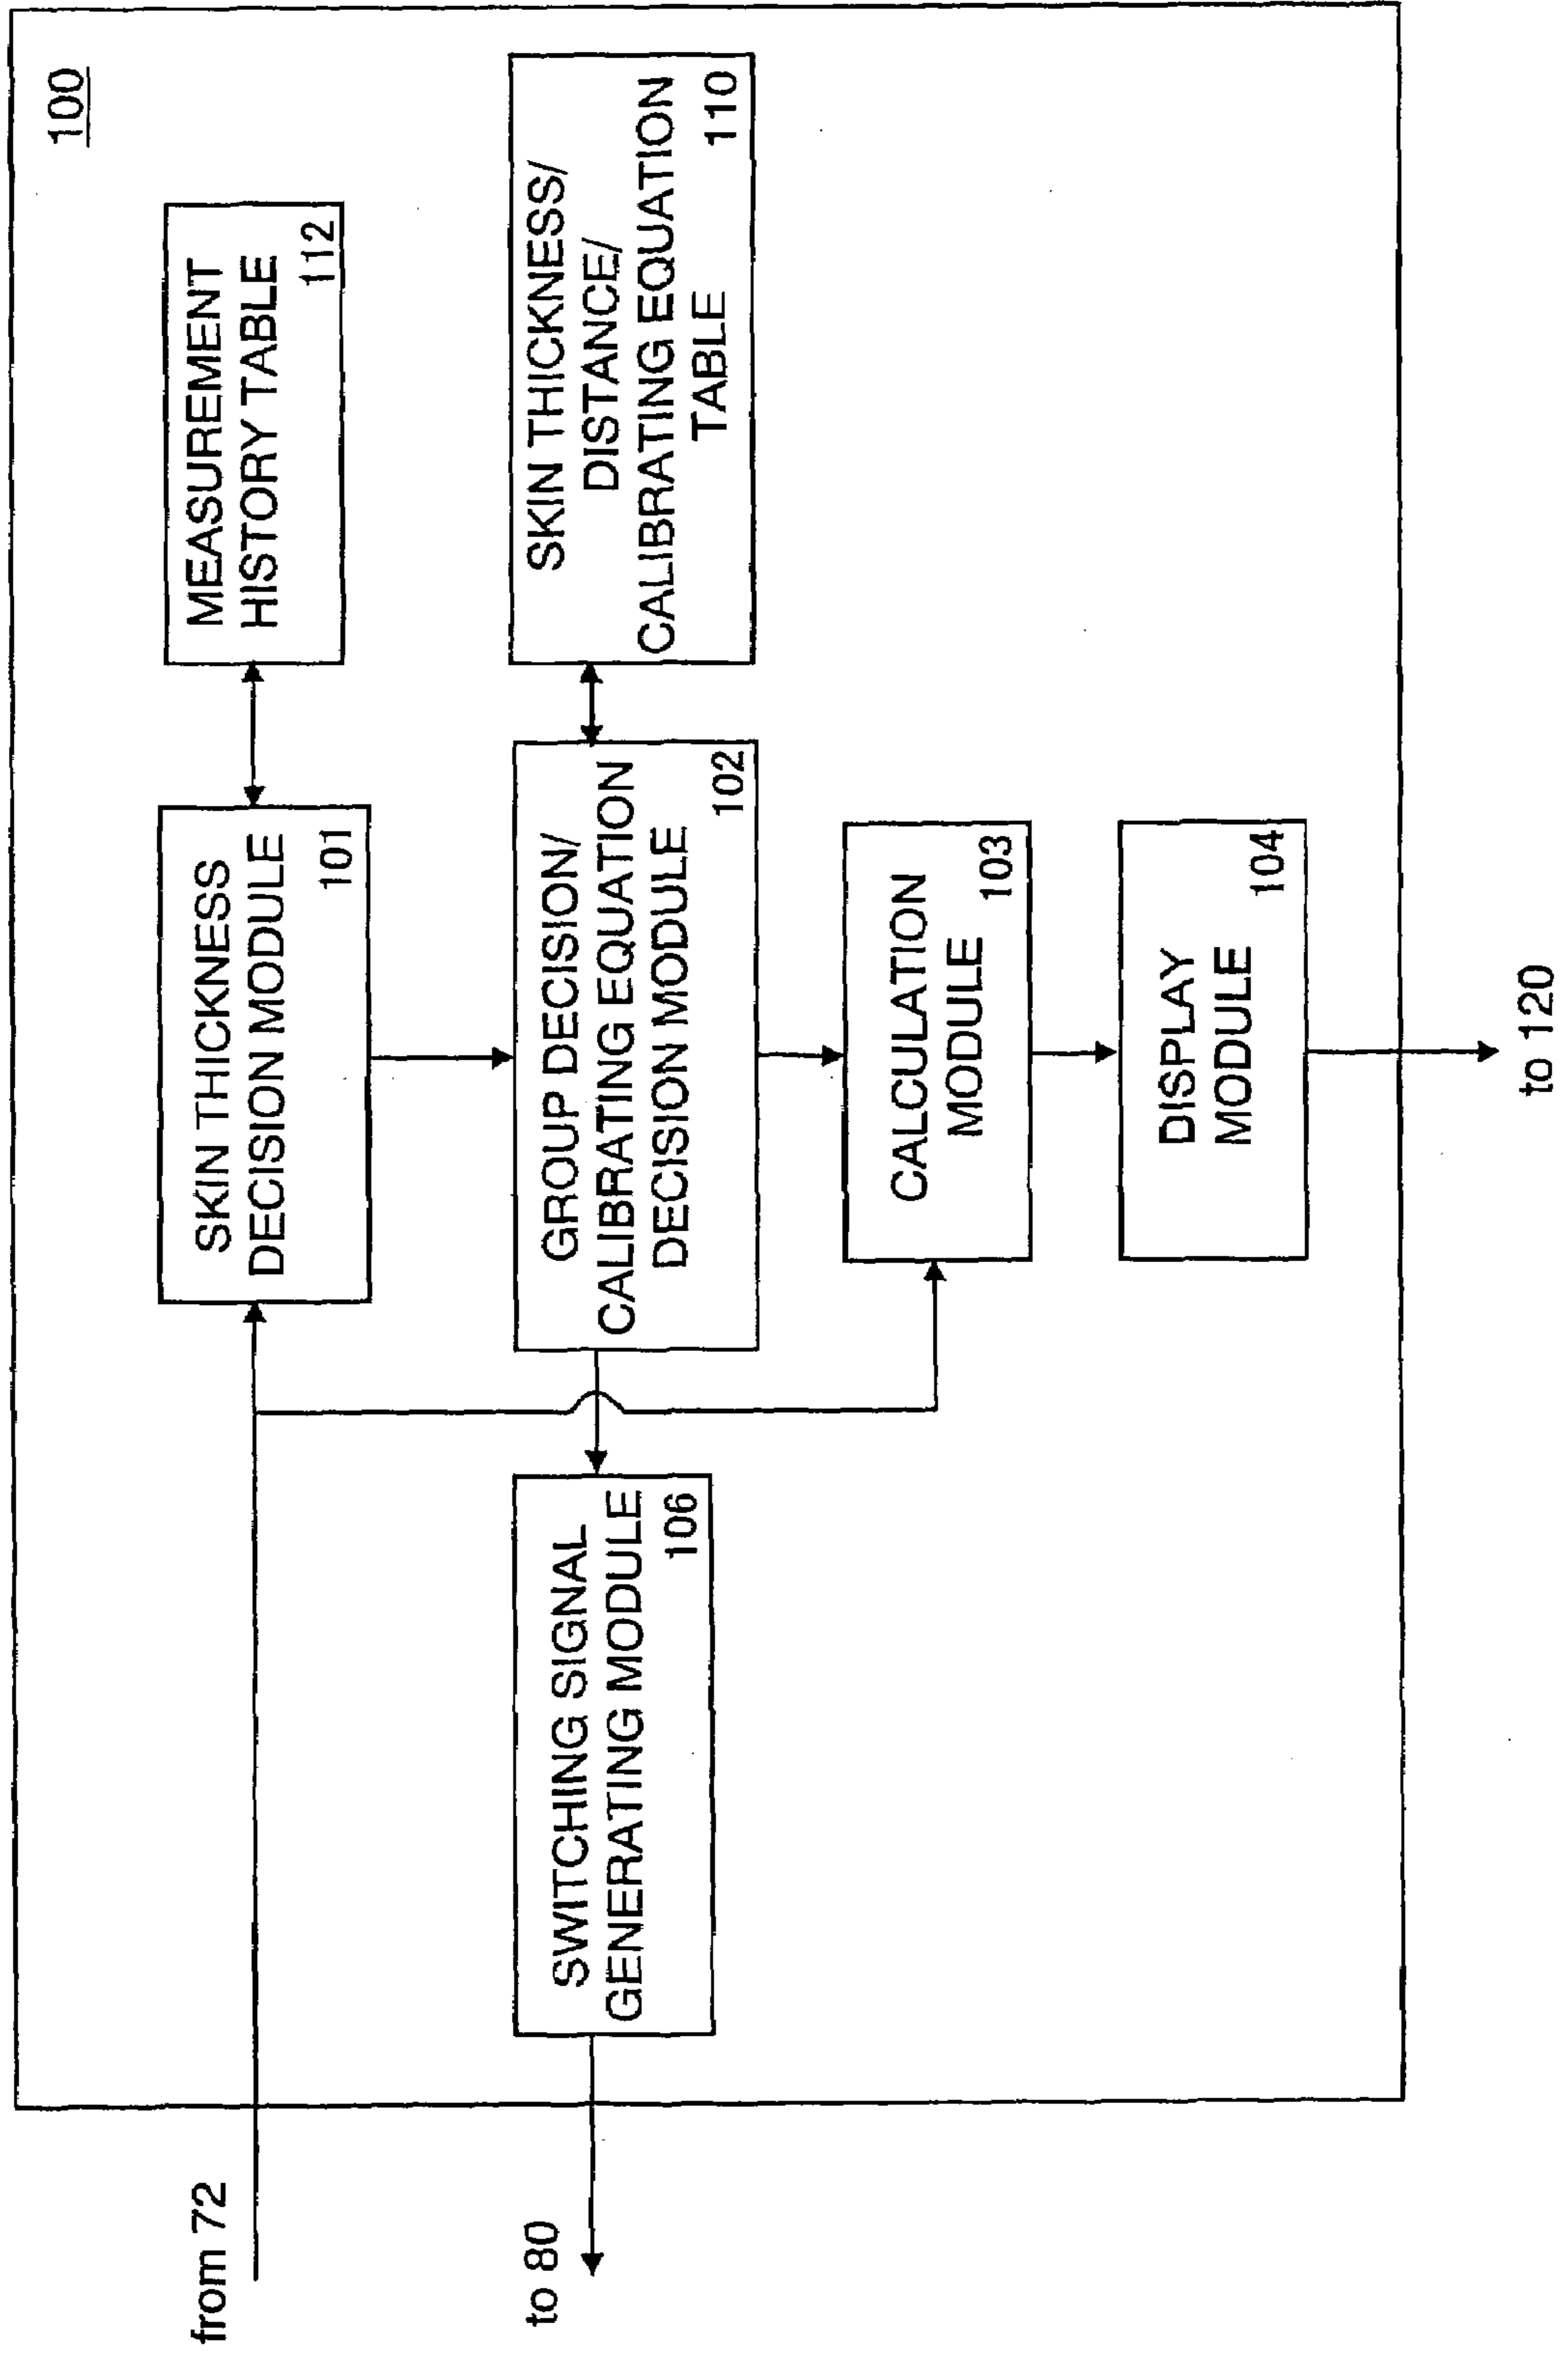 100
from 72
SKIN THICKNESS
DECISION MODULE
101
MEASUREMENT
HISTORY TABLE
112
to 80
SWITCHING SIGNAL
GENERATING MODULE
106
GROUP DECISION/
CALIBRATING EQUATION
DECISION MODULE
102
SKIN THICKNESS/
DISTANCE/
CALIBRATING EQUATION
TABLE
110
CALCULATION
MODULE
103
DISPLAY
MODULE
104
to 120